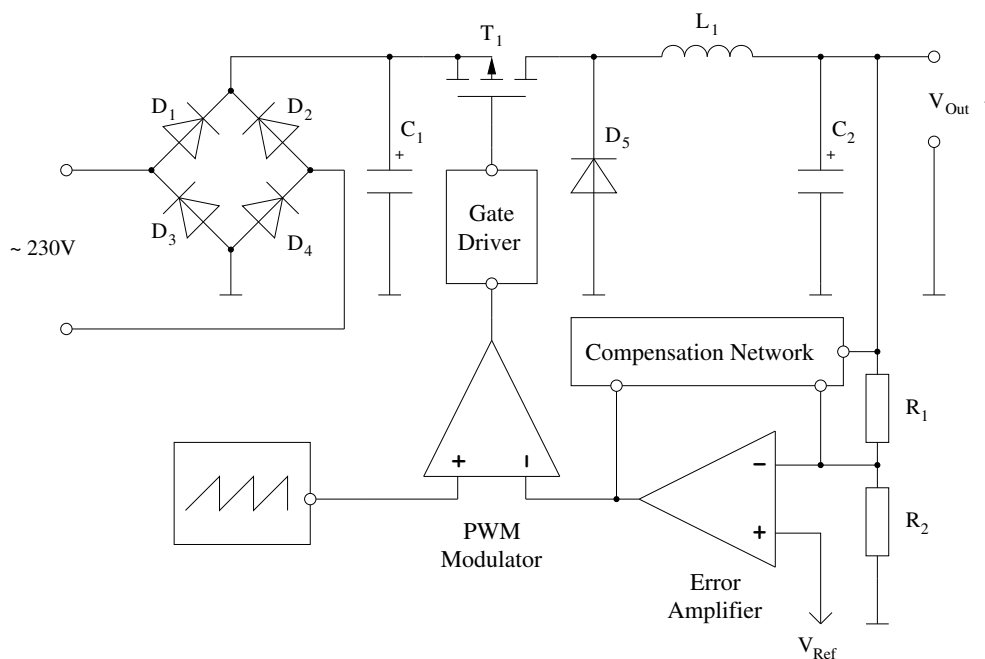 T1
L1
D1
D2
C1
D5
C2
VOut
~ 230V
D3
D4
Gate
Driver
Compensation Network
R1
+
−
−
+
R2
PWM
Modulator
Error
Amplifier
VRef
+
+